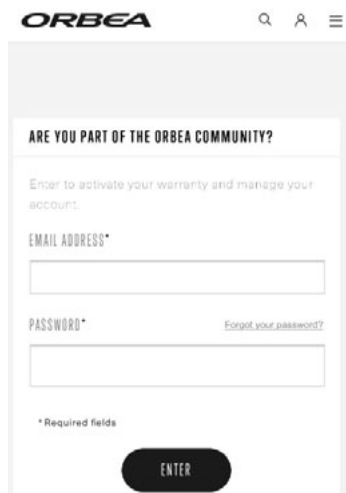 ORBEA
ARE YOU PART OF THE ORBEA COMMUNITY?
Enter to activate your warranty and manage your
account.
EMAIL ADDRESS*
PASSWORD* Forgot your password?
* Required fields
ENTER